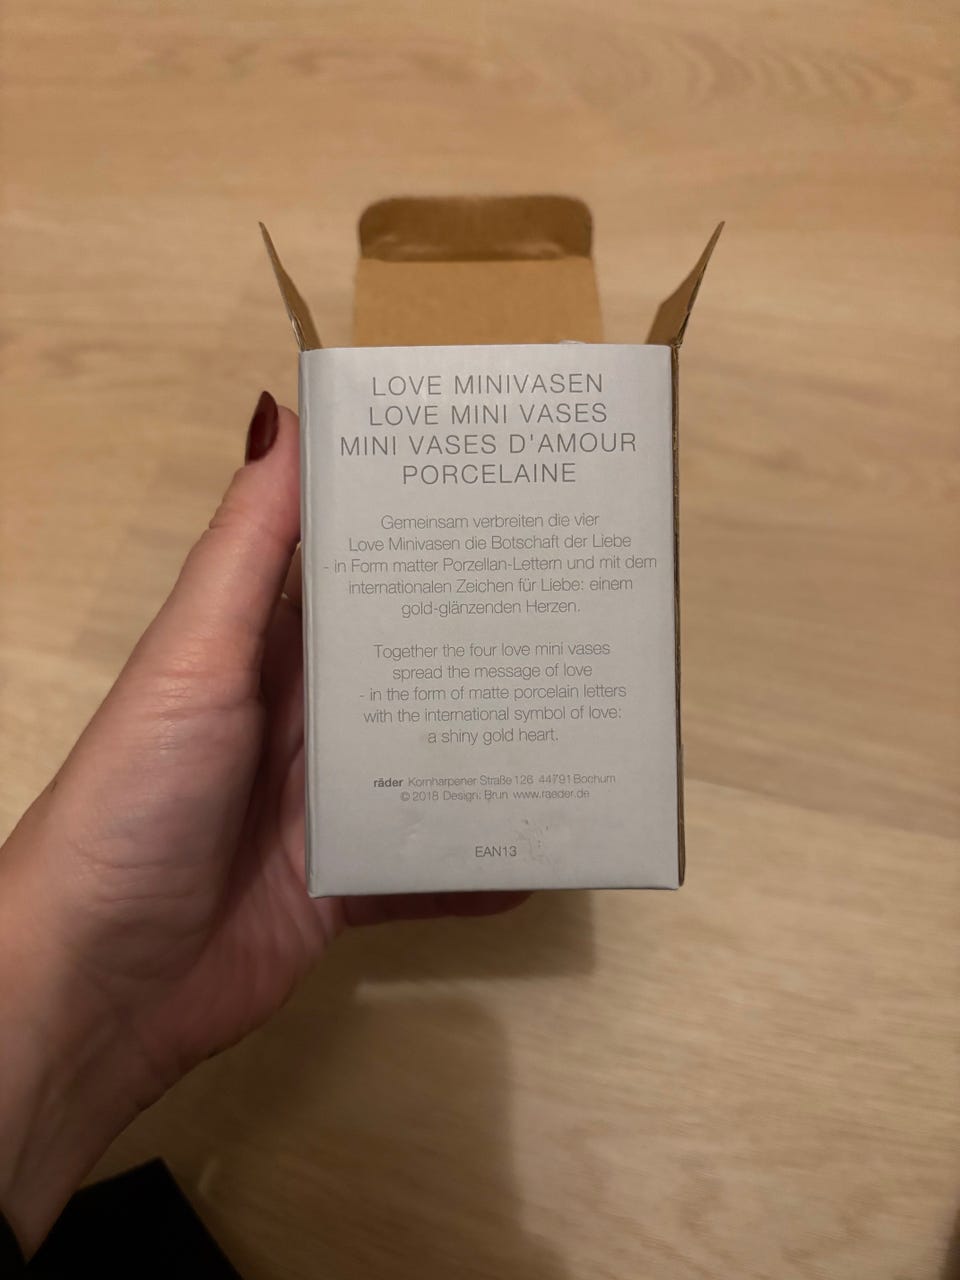 LOVE MINIVASEN
LOVE MINI VASES
MINI VASES D'AMOUR
PORCELAINE
Gemeinsam verbreiten die vier
Love Minivasen die Botschaft der Liebe
- in Form matter Porzellan-Lettern und mit dem
internationalen Zeichen für Liebe: einem
gold-glänzenden Herzen.
Together the four love mini vases
spread the message of love
- in the form of matte porcelain letters
with the international symbol of love:
a shiny gold heart.
räder Kornharpener Straße 126 44791 Bochum
© 2018 Design: Brun www.raeder.de
EAN13